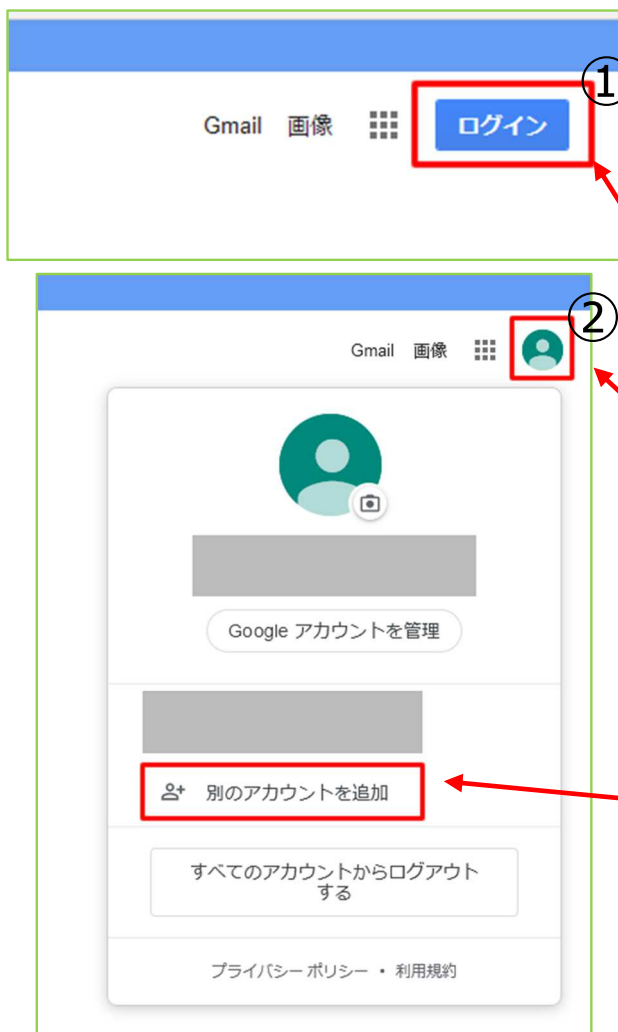 ①
Gmail 画像 ログイン
②
Gmail 画像
Google アカウントを管理
別のアカウントを追加
すべてのアカウントからログアウト
する
プライバシー ポリシー • 利用規約